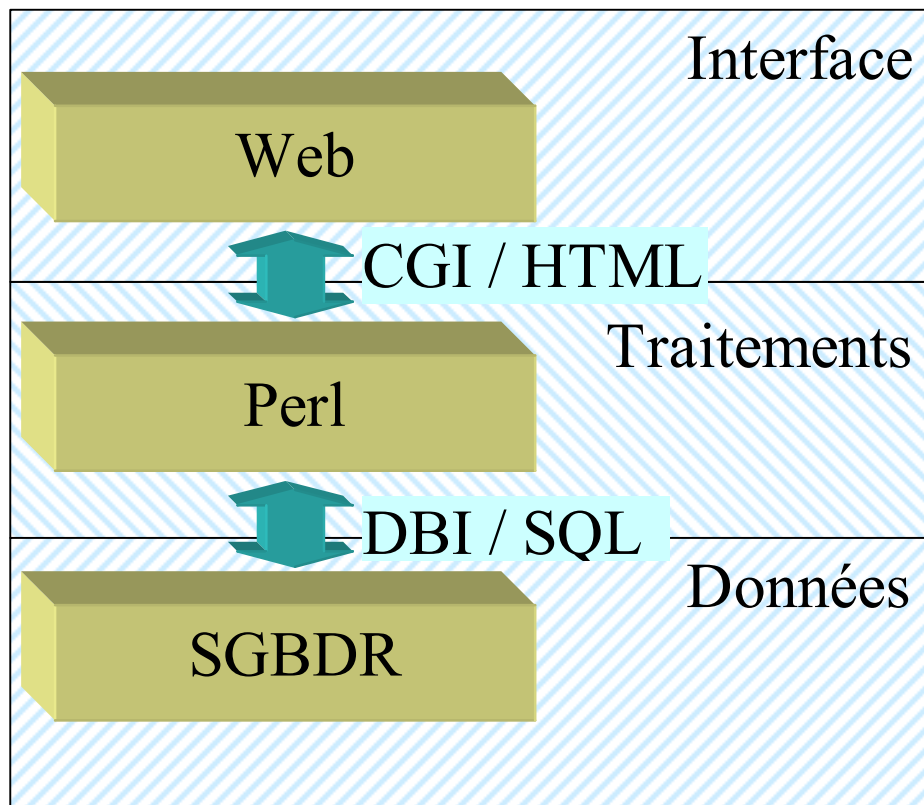 Interface
Web
CGI / HTML
Traitements
Perl
DBI / SQL
Données
SGBDR